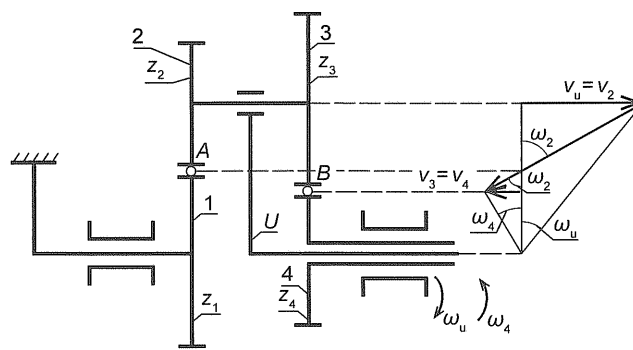 2
3
z₂
z₃
vᵤ = v₂
ω₂
A
B
v₃ = v₄
ω₂
1
U
ω₄
ωᵤ
4
z₁
z₄
ωᵤ
ω₄